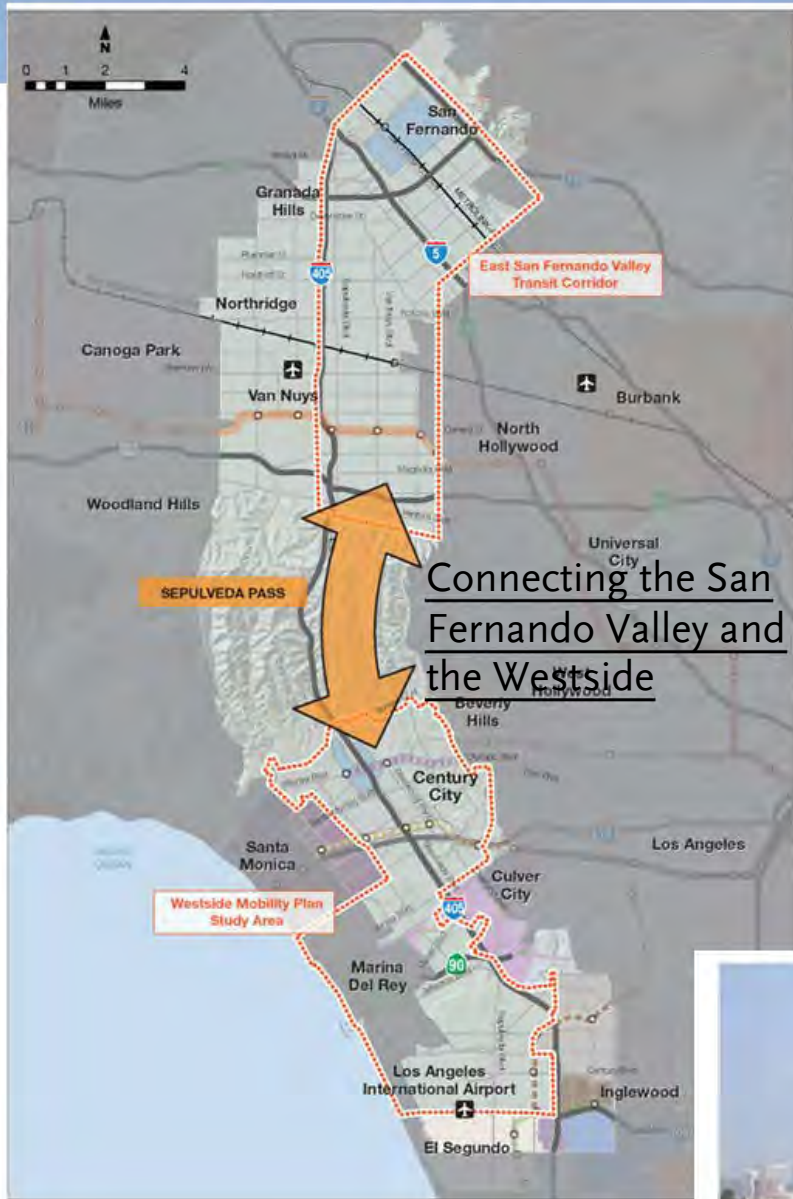 N
0 1 2 4
Miles
San
Fernando
Granada
Hills
METROLINK
5
405
East San Fernando Valley
Transit Corridor
Northridge
Canoga Park
Van Nuys
Burbank
North
Hollywood
Woodland Hills
Universal
City
SEPULVEDA PASS
Connecting the San
Fernando Valley and
the Westside
West
Hollywood
Beverly
Hills
Century
City
Santa
Monica
Los Angeles
Culver
City
Westside Mobility Plan
Study Area
405
90
Marina
Del Rey
Los Angeles
International Airport
Inglewood
El Segundo